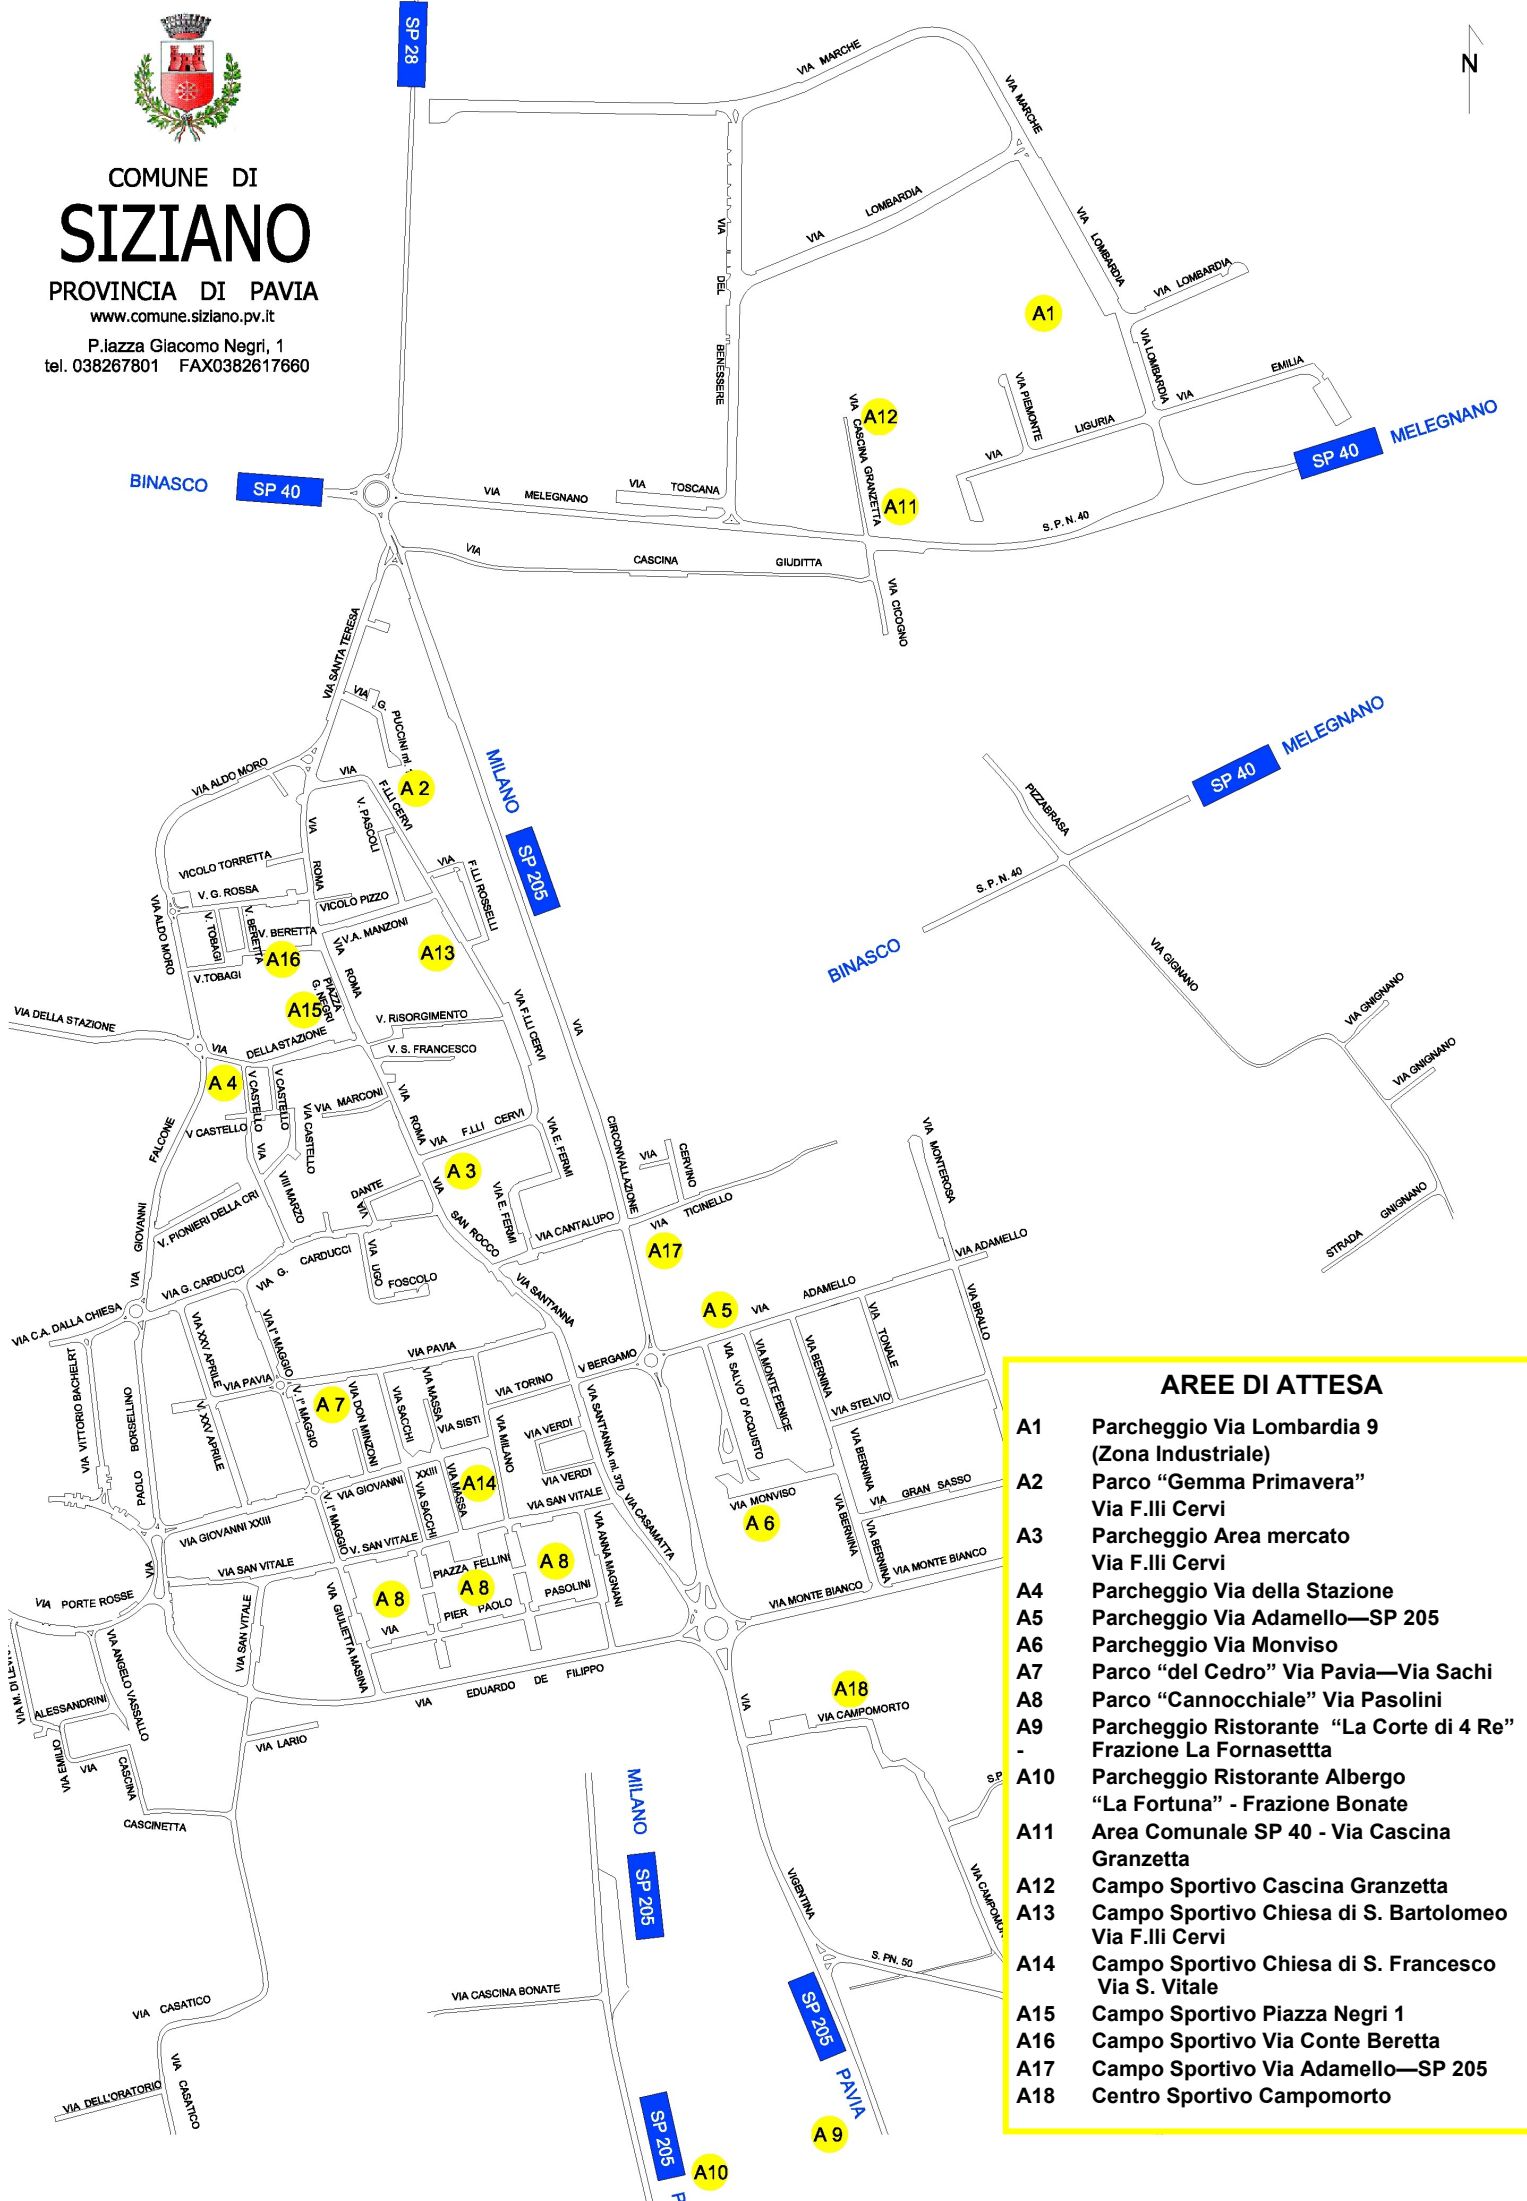 COMUNE DI
SIZIANO
PROVINCIA DI PAVIA
www.comune.siziano.pv.it
P.iazza Giacomo Negri, 1
tel. 038267801 FAX0382617660
SP 28
N
VIA MARCHE
VIA MARCHE
VIA LOMBARDIA
VIA LOMBARDIA
VIA LOMBARDIA
VIA LOMBARDIA
VIA DEL BENESSERE
A1
VIA EMILIA
VIA PIEMONTE
VIA LIGURIA
VIA CASCINA GRANZETTA
A12
A11
SP 40 MELEGNANO
BINASCO SP 40
VIA MELEGNANO
VIA TOSCANA
S. P. N. 40
VIA CASCINA GIUDITTA
VIA CICOGNO
VIA SANTA TERESA
VIA G. PUCCINI ml.
MILANO
SP 205
VIA ALDO MORO
VIA F.LLI CERVI
A 2
V. PASCOLI
VIA ROMA
VICOLO TORRETTA
V. G. ROSSA
VICOLO PIZZO
VIA F.LLI ROSSELLI
VIA ALDO MORO
V. TOBAGI
V. BERETTA
V. BERETTA
V.A. MANZONI
A13
A16
V.TOBAGI
VIA ROMA
PIAZZA G. NEGRI
A15
V. RISORGIMENTO
VIA F.LLI CERVI
VIA DELLA STAZIONE
VIA DELLA STAZIONE
V. S. FRANCESCO
A 4
V CASTELLO
V CASTELLO
V CASTELLO
VIA CASTELLO
VIA MARCONI
VIA ROMA
VIA F.LLI CERVI
VIA E. FERMI
VIA E. FERMI
A 3
VIA CIRCONVALLAZIONE
VIA CERVINO
VIA TICINELLO
VIA CANTALUPO
A17
VIA MONTEROSA
VIA GIOVANNI FALCONE
V. PIONIERI DELLA CRI
VIA VIII MARZO
VIA DANTE
VIA SAN ROCCO
VIA G. CARDUCCI
VIA G. CARDUCCI
VIA UGO FOSCOLO
VIA SANT'ANNA
VIA C.A. DALLA CHIESA
MELEGNANO
SP 40
PIZZABRASA
S. P. N. 40
BINASCO
VIA GIGNANO
VIA GNIGNANO
VIA GNIGNANO
STRADA GNIGNANO
VIA ADAMELLO
A 5
VIA ADAMELLO
VIA BRALLO
VIA TONALE
VIA BERNINA
VIA MONTE PENICE
VIA SALVO D' ACQUISTO
VIA STELVIO
VIA BERNINA
VIA GRAN SASSO
VIA MONVISO
A 6
VIA BERNINA
VIA BERNINA
VIA MONTE BIANCO
VIA MONTE BIANCO
VIA VITTORIO BACHELRT
VIA PAOLO BORSELLINO
VIA XXV APRILE
V. XXV APRILE
VIA I° MAGGIO
V. I° MAGGIO
V. I° MAGGIO
VIA PAVIA
VIA PAVIA
A 7
VIA DON MINZONI
VIA SACCHI
VIA MASSA
VIA SISTI
VIA TORINO
V BERGAMO
VIA VERDI
VIA VERDI
VIA MILANO
VIA SANT'ANNA ml. 370
VIA CASAMATTA
VIA GIOVANNI XXIII
VIA GIOVANNI XXIII
VIA SACCHI
VIA MASSA
A14
VIA SAN VITALE
V. SAN VITALE
VIA SAN VITALE
VIA SAN VITALE
VIA PORTE ROSSE
PIAZZA FELLINI
A 8
A 8
A 8
VIA PIER PAOLO PASOLINI
VIA ANNA MAGNANI
VIA GIULIETTA MASINA
VIA EDUARDO DE FILIPPO
VIA ANGELO VASSALLO
VIA EMILIO ALESSANDRINI
VIA CASCINA CASCINETTA
VIA LARIO
A18
VIA CAMPOMORTO
VIA VIGENTINA
S. PN. 50
MILANO
SP 205
VIA CASCINA BONATE
VIA CASATICO
VIA CASATICO
VIA DELL'ORATORIO
SP 205
PAVIA
A 9
SP 205
A10
AREE DI ATTESA
A1 Parcheggio Via Lombardia 9
(Zona Industriale)
A2 Parco “Gemma Primavera”
Via F.lli Cervi
A3 Parcheggio Area mercato
Via F.lli Cervi
A4 Parcheggio Via della Stazione
A5 Parcheggio Via Adamello—SP 205
A6 Parcheggio Via Monviso
A7 Parco “del Cedro” Via Pavia—Via Sachi
A8 Parco “Cannocchiale” Via Pasolini
A9 Parcheggio Ristorante “La Corte di 4 Re”
- Frazione La Fornasettta
A10 Parcheggio Ristorante Albergo
“La Fortuna” - Frazione Bonate
A11 Area Comunale SP 40 - Via Cascina
Granzetta
A12 Campo Sportivo Cascina Granzetta
A13 Campo Sportivo Chiesa di S. Bartolomeo
Via F.lli Cervi
A14 Campo Sportivo Chiesa di S. Francesco
Via S. Vitale
A15 Campo Sportivo Piazza Negri 1
A16 Campo Sportivo Via Conte Beretta
A17 Campo Sportivo Via Adamello—SP 205
A18 Centro Sportivo Campomorto